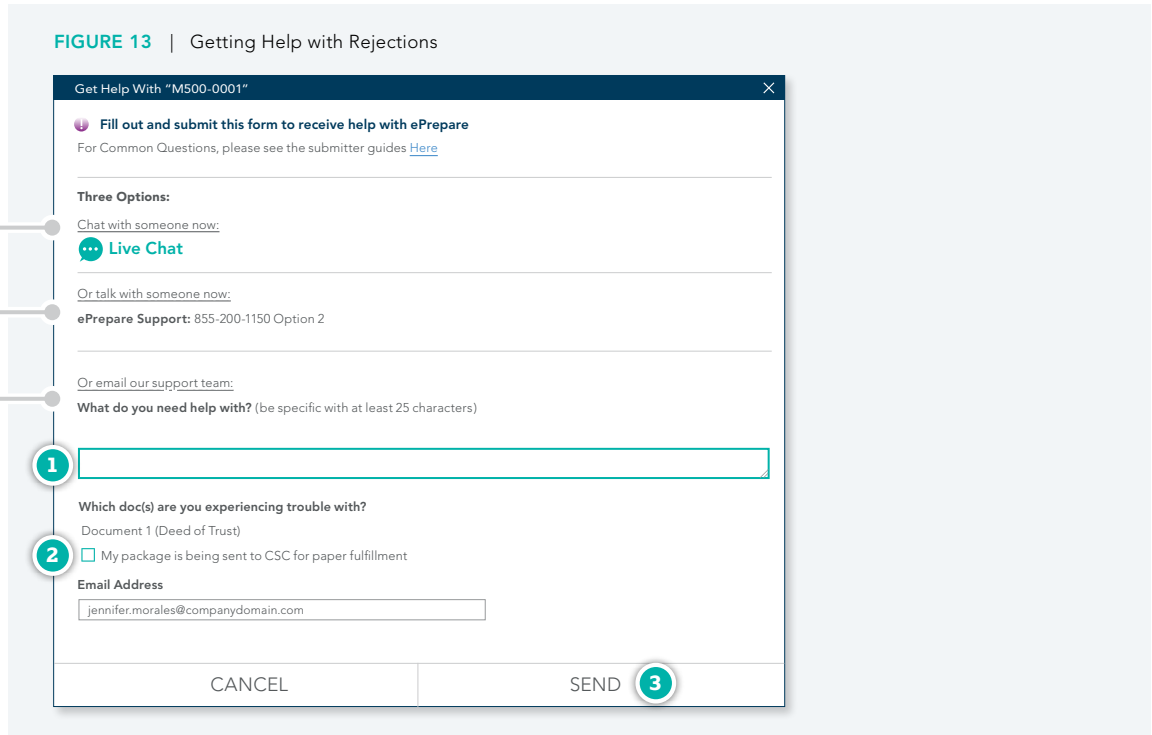 FIGURE 13 | Getting Help with Rejections
Get Help With “M500-0001”
Fill out and submit this form to receive help with ePrepare
For Common Questions, please see the submitter guides Here
Three Options:
Chat with someone now:
Live Chat
Or talk with someone now:
ePrepare Support: 855-200-1150 Option 2
Or email our support team:
What do you need help with? (be specific with at least 25 characters)
1
Which doc(s) are you experiencing trouble with?
Document 1 (Deed of Trust)
2 My package is being sent to CSC for paper fulfillment
Email Address
jennifer.morales@companydomain.com
CANCEL SEND 3